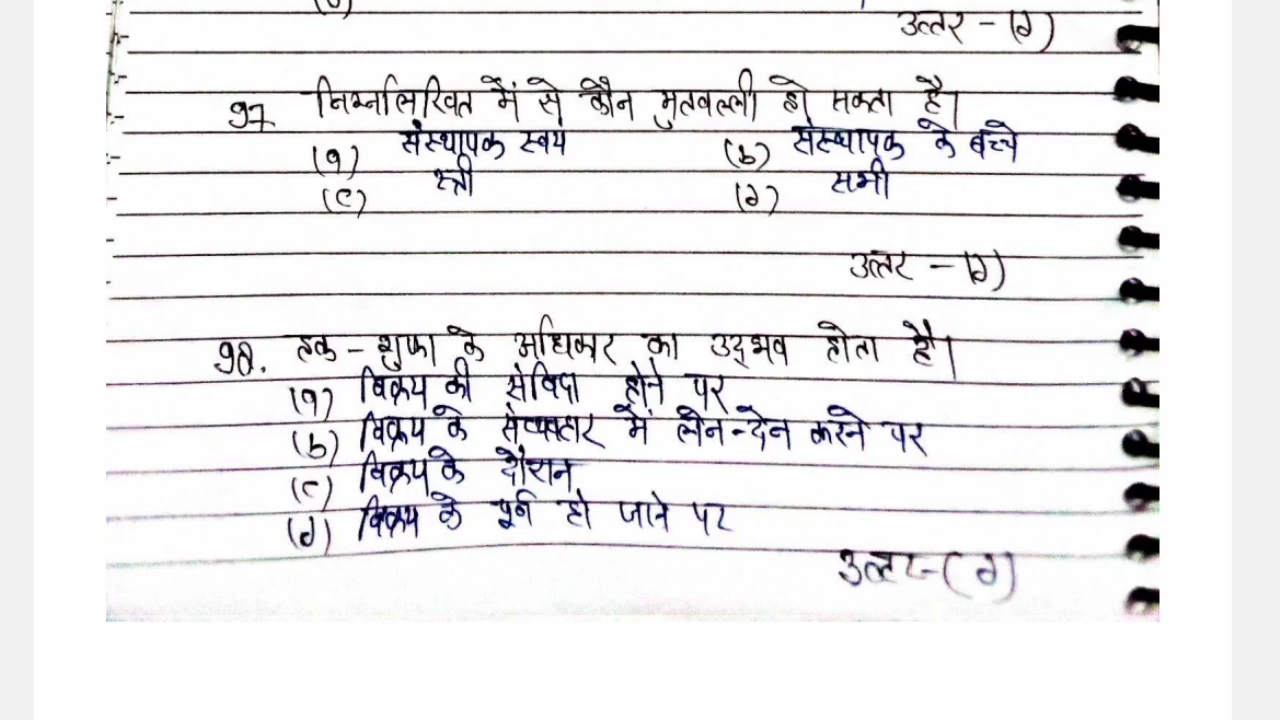 उत्तर - (d)
97 निम्नलिखित में से कौन मुतवल्ली हो सकता है।
(a) संस्थापक स्वयं (b) संस्थापक के बच्चे
(c) स्त्री (d) सभी
उत्तर - (d)
98. हक - शुफा के अधिकार का उद्भव होता है।
(a) विक्रय की संविदा होने पर
(b) विक्रय के संव्यवहार में लेन-देन करने पर
(c) विक्रय के दौरान
(d) विक्रय के पूर्न हो जाने पर
उत्तर-(d)